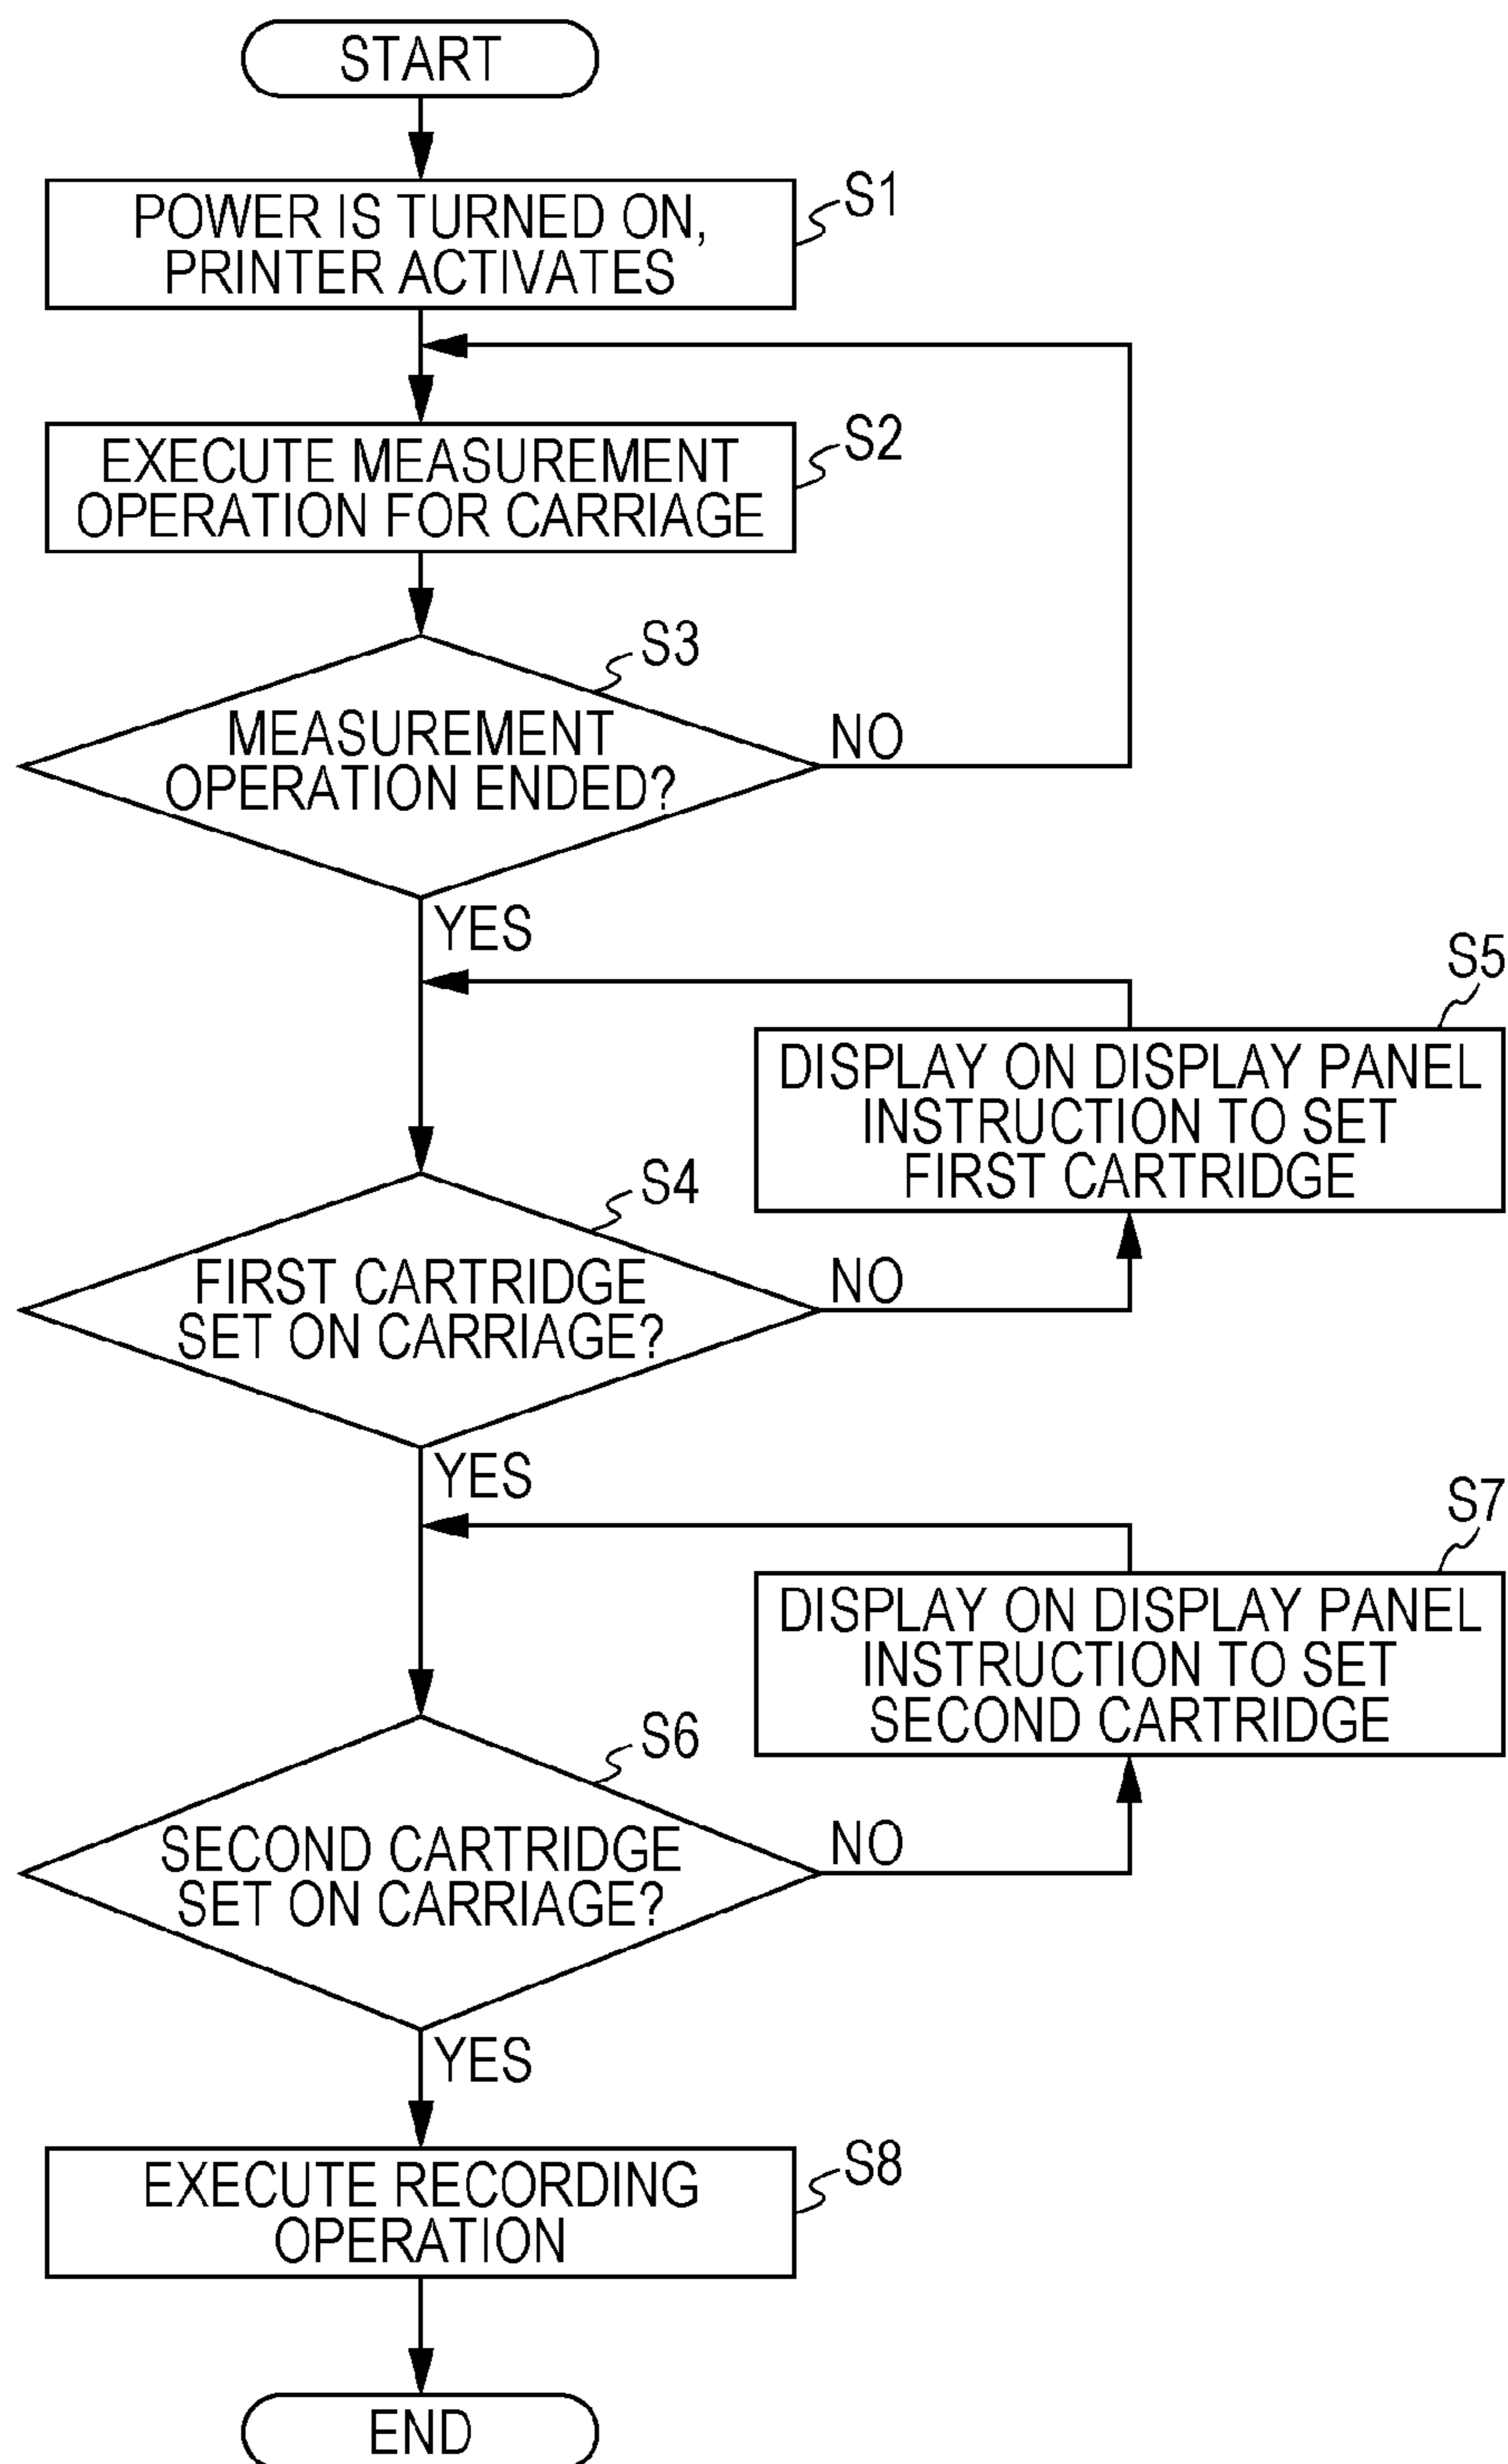 START
S1
POWER IS TURNED ON,
PRINTER ACTIVATES
S2
EXECUTE MEASUREMENT
OPERATION FOR CARRIAGE
S3
MEASUREMENT
OPERATION ENDED?
NO
YES
S5
DISPLAY ON DISPLAY PANEL
INSTRUCTION TO SET
FIRST CARTRIDGE
S4
FIRST CARTRIDGE
SET ON CARRIAGE?
NO
YES
S7
DISPLAY ON DISPLAY PANEL
INSTRUCTION TO SET
SECOND CARTRIDGE
S6
SECOND CARTRIDGE
SET ON CARRIAGE?
NO
YES
S8
EXECUTE RECORDING
OPERATION
END